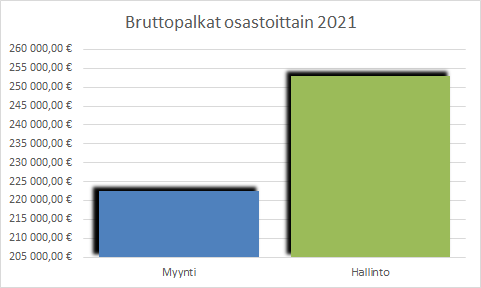 Bruttopalkat osastoittain 2021
260 000,00 €
255 000,00 €
250 000,00 €
245 000,00 €
240 000,00 €
235 000,00 €
230 000,00 €
225 000,00 €
220 000,00 €
215 000,00 €
210 000,00 €
205 000,00 €
Myynti
Hallinto